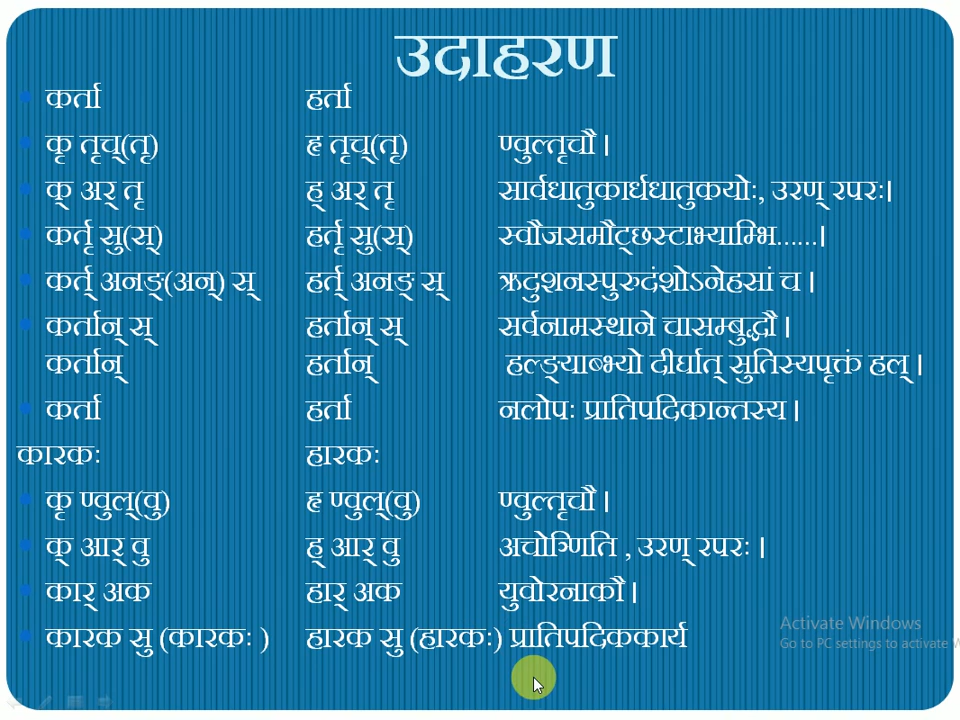 उदाहरण
कर्ता हर्ता
कृ तृच्(तृ) हृ तृच्(तृ) ण्वुल्तृचौ ।
क् अर् तृ ह् अर् तृ सार्वधातुकार्धधातुकयोः, उरण् रपरः।
कर्तृ सु(स्) हर्तृ सु(स्) स्वौजसमौट्छस्टाभ्याम्भि......।
कर्त् अनङ्(अन्) स् हर्त् अनङ् स् ऋदुशनस्पुरुदंशोऽनेहसां च ।
कर्तान् स् हर्तान् स् सर्वनामस्थाने चासम्बुद्धौ ।
कर्तान् हर्तान् हल्ङ्याब्भ्यो दीर्घात् सुतिस्यपृक्तं हल् ।
कर्ता हर्ता नलोपः प्रातिपदिकान्तस्य ।
कारकः हारकः
कृ ण्वुल्(वु) हृ ण्वुल्(वु) ण्वुल्तृचौ ।
क् आर् वु ह् आर् वु अचोञ्णिति , उरण् रपरः ।
कार् अक हार् अक युवोरनाकौ ।
कारक सु (कारकः ) हारक सु (हारकः) प्रातिपदिककार्य
Activate Windows
Go to PC settings to activate W